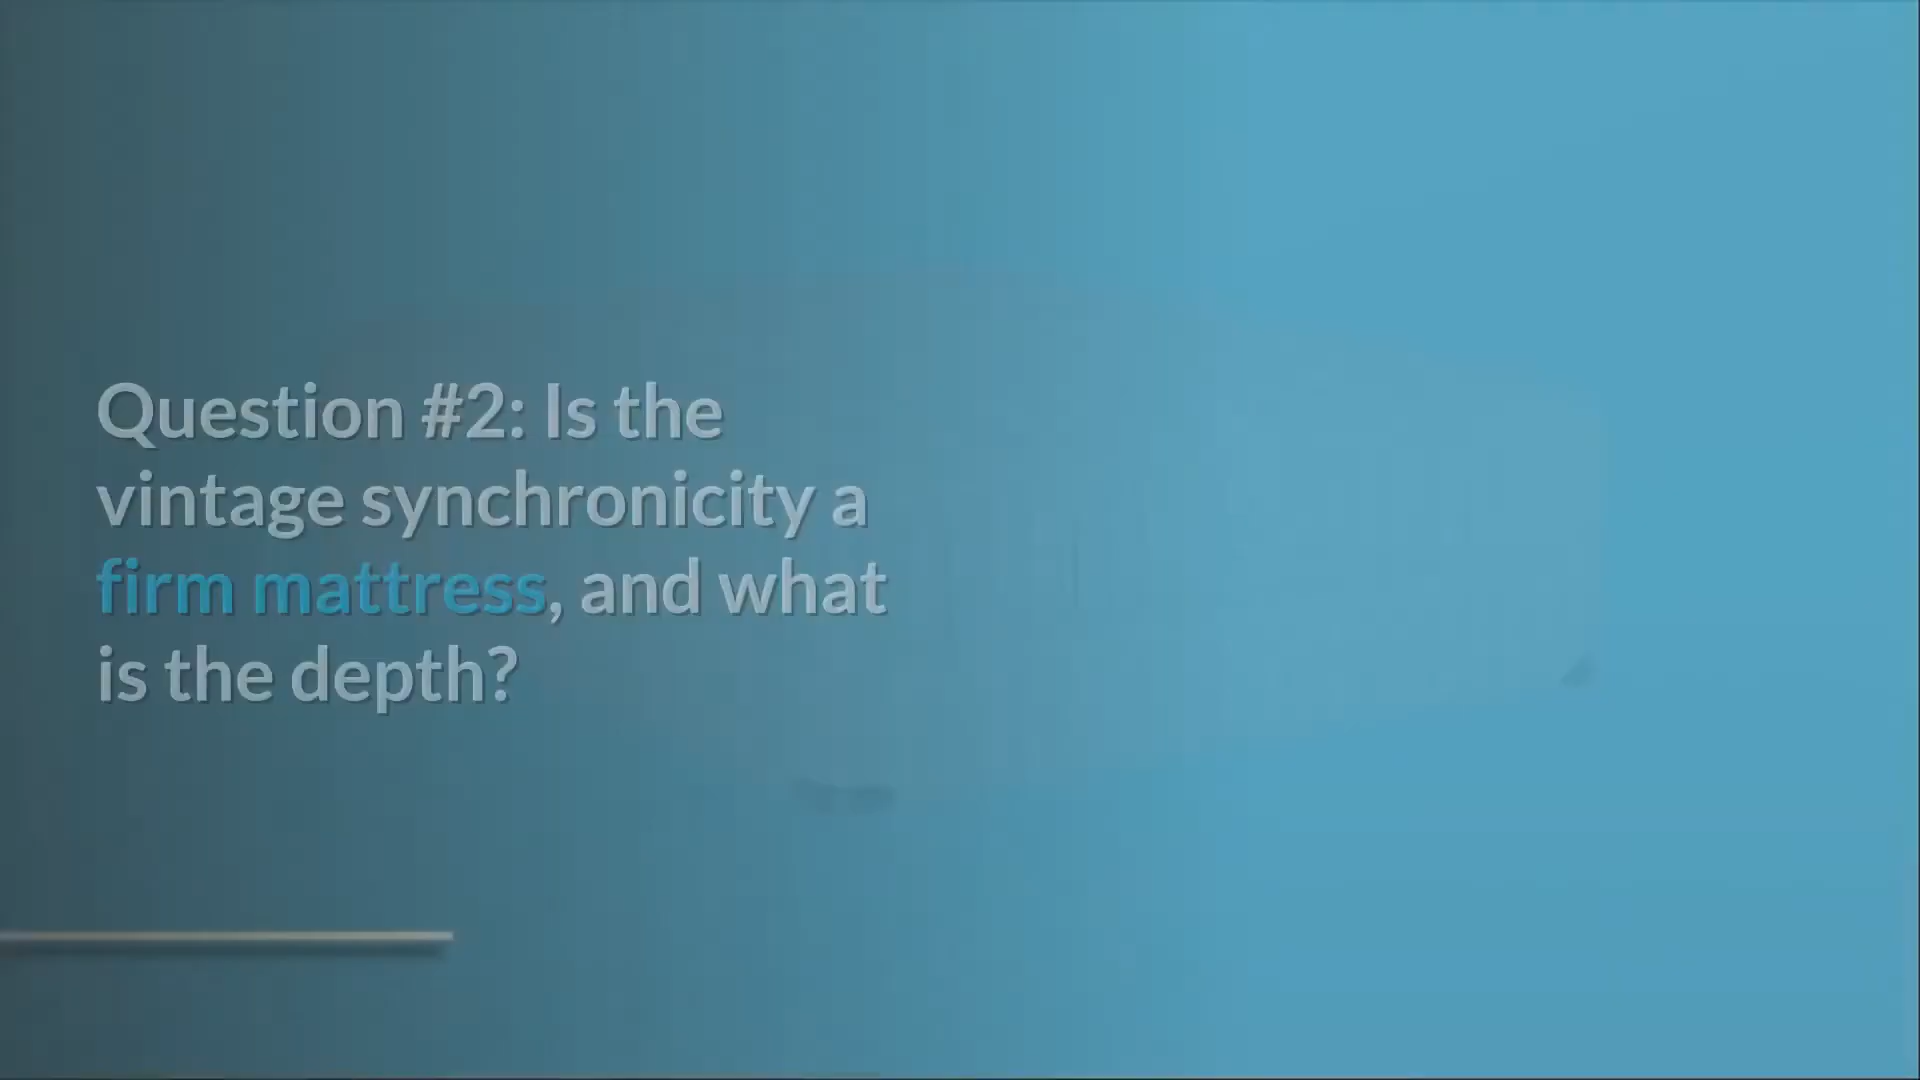 Question #2: Is the
vintage synchronicity a
firm mattress, and what
is the depth?